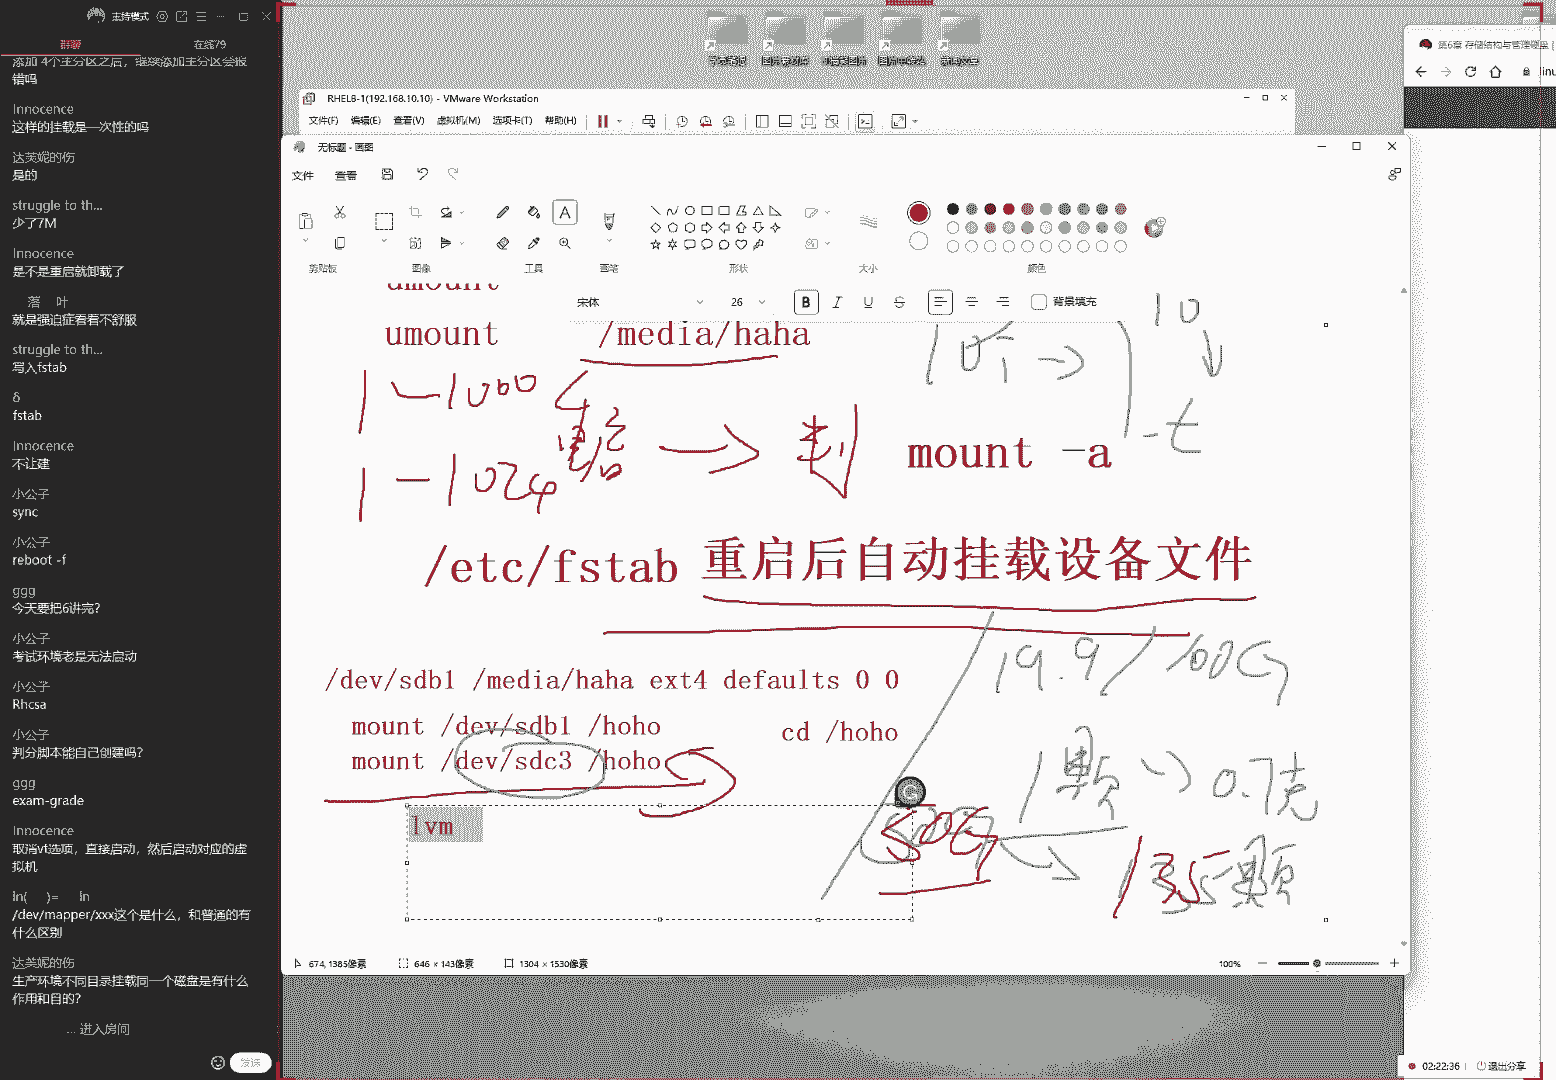 主持模式
群聊
在线79
添加 4个主分区之后，继续添加主分区会报错吗
Innocence
这样的挂载是一次性的吗
达芙妮的伤
是的
struggle to th...
少了7M
Innocence
是不是重启就卸载了
落 叶
就是强迫症看着不舒服
struggle to th...
写入fstab
δ
fstab
Innocence
不让建
小公子
sync
小公子
reboot -f
ggg
今天要把6讲完?
小公子
考试环境老是无法启动
小公子
Rhcsa
小公子
判分脚本能自己创建吗?
ggg
exam-grade
Innocence
取消vt选项，直接启动，然后启动对应的虚拟机
ln( )= ln
/dev/mapper/xxx这个是什么，和普通的有什么区别
达芙妮的伤
生产环境不同目录挂载同一个磁盘是有什么作用和目的?
... 进入房间
发送
RHEL8-1(192.168.10.10) - VMware Workstation
文件(F) 编辑(E) 查看(V) 虚拟机(M) 选项卡(T) 帮助(H)
第6章 存储结构与管理硬盘
linu
无标题 - 画图
文件 查看
剪贴板 图像 工具 画笔 形状 大小 颜色
宋体 26 B I U S 背景填充
umount
umount /media/haha
10
1-1000
-t
1-1024
mount -a
/etc/fstab 重启后自动挂载设备文件
19.9/100G
/dev/sdb1 /media/haha ext4 defaults 0 0
mount /dev/sdb1 /hoho cd /hoho
mount /dev/sdc3 /hoho
1颗 0.7克
lvm
50G
135颗
674, 1385像素 646 × 143像素 1304 × 1530像素 100%
02:22:36 退出分享